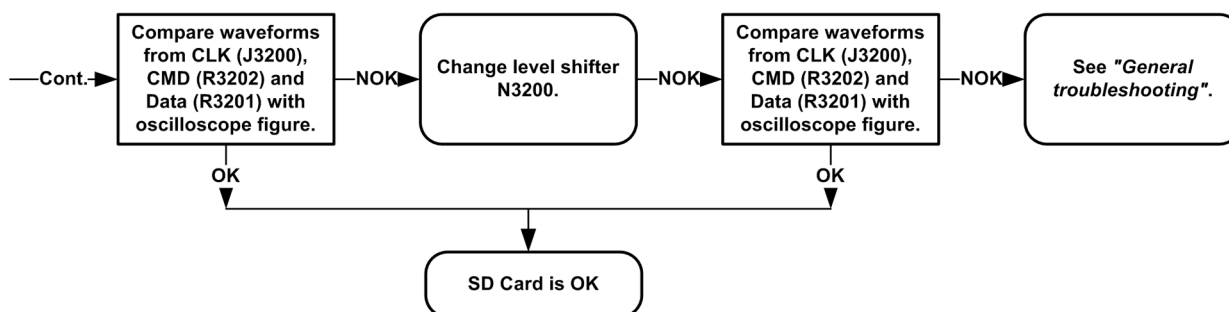 Cont.
Compare waveforms
from CLK (J3200),
CMD (R3202) and
Data (R3201) with
oscilloscope figure.
NOK
Change level shifter
N3200.
NOK
Compare waveforms
from CLK (J3200),
CMD (R3202) and
Data (R3201) with
oscilloscope figure.
NOK
See "General
troubleshooting".
OK
OK
SD Card is OK